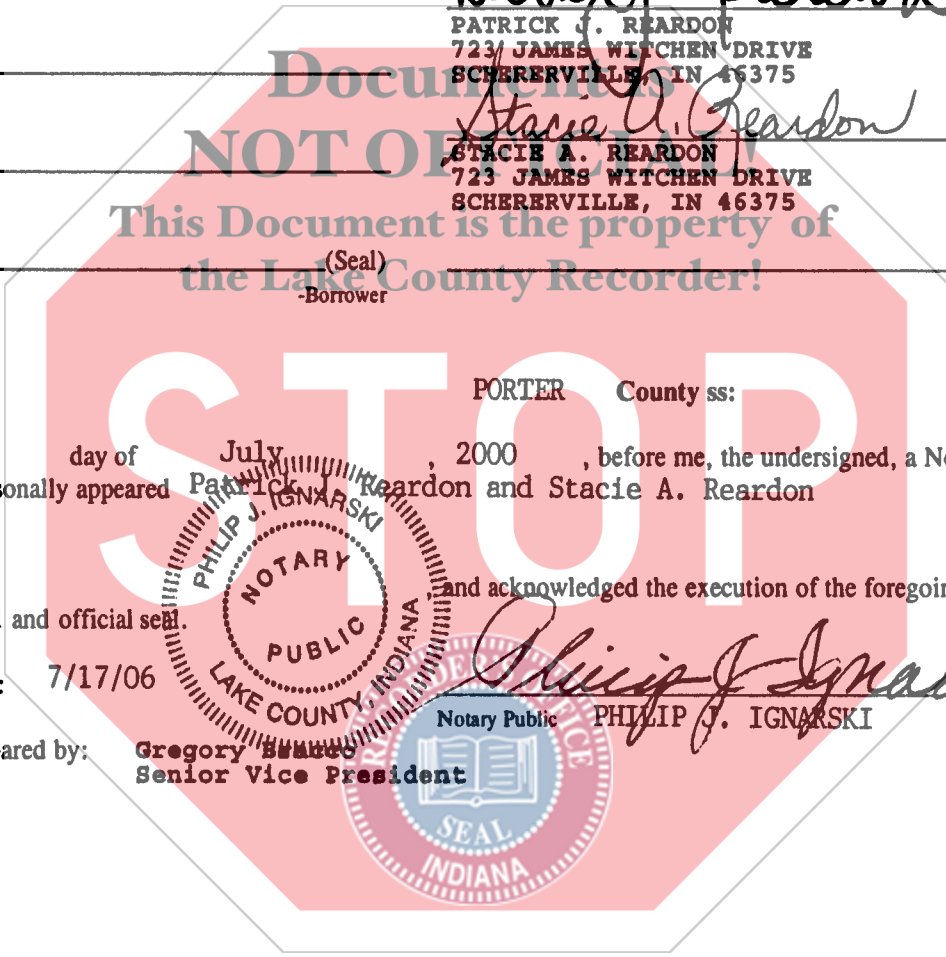 PATRICK J. REARDON
723 JAMES WITCHEN DRIVE
SCHERERVILLE, IN 46375
Document is
Stacie A. Reardon
NOT OFFICIAL!
STACIE A. REARDON
723 JAMES WITCHEN DRIVE
SCHERERVILLE, IN 46375
This Document is the property of
the Lake County Recorder!
(Seal)
-Borrower
STOP
PORTER County ss:
day of July , 2000 , before me, the undersigned, a No
sonally appeared Patrick J. Reardon and Stacie A. Reardon
PHILIP J. IGNARSKI
NOTARY
PUBLIC
LAKE COUNTY, INDIANA
, and acknowledged the execution of the foregoin
and official seal.
: 7/17/06
Philip J. Ignar
Notary Public PHILIP J. IGNARSKI
ared by: Gregory
Senior Vice President
RECORDER'S OFFICE
SEAL
INDIANA